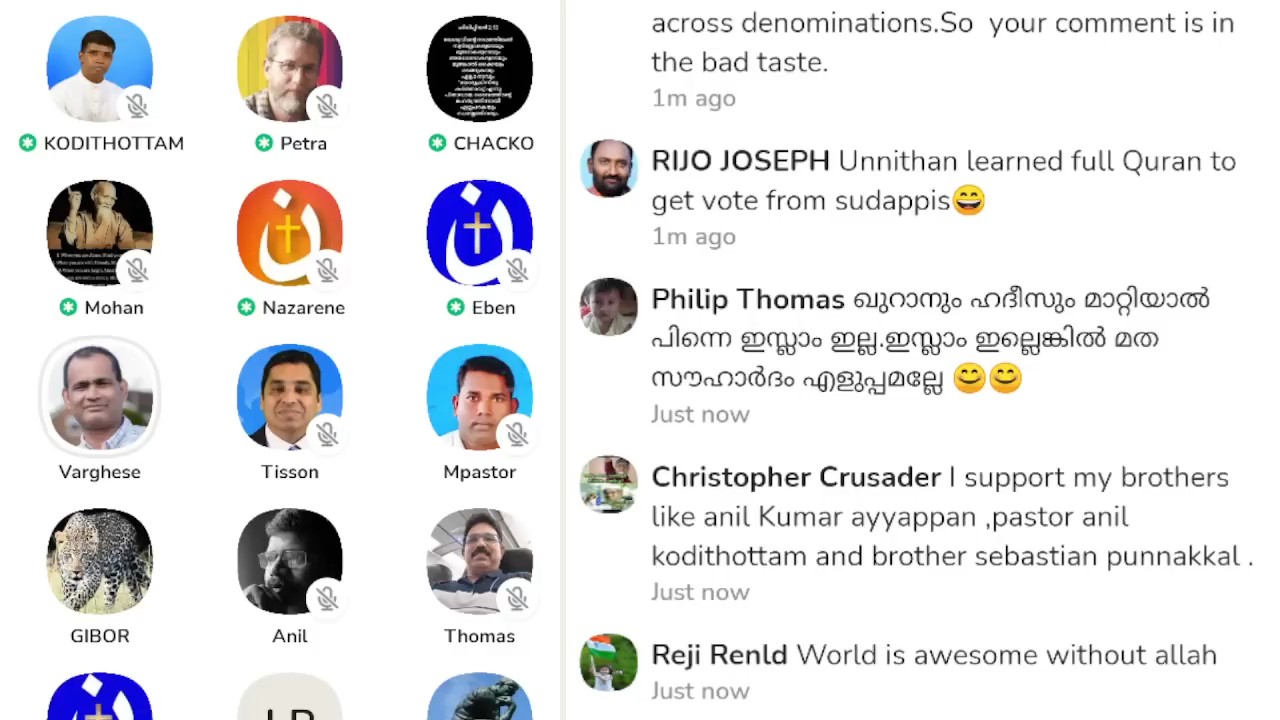 KODITHOTTAM
Petra
CHACKO
Mohan
Nazarene
Eben
Varghese
Tisson
Mpastor
GIBOR
Anil
Thomas
across denominations.So  your comment is in
the bad taste.
1m ago
RIJO JOSEPH Unnithan learned full Quran to
get vote from sudappis😄
1m ago
Philip Thomas ഖുറാനും ഹദീസും മാറ്റിയാൽ
പിന്നെ ഇസ്ലാം ഇല്ല.ഇസ്ലാം ഇല്ലെങ്കിൽ മത
സൗഹാർദം എളുപ്പമല്ലേ 😊😊
Just now
Christopher Crusader I support my brothers
like anil Kumar ayyappan ,pastor anil
kodithottam and brother sebastian punnakkal .
Just now
Reji Renld World is awesome without allah
Just now